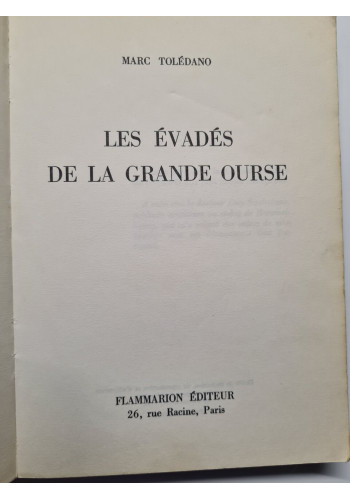 MARC TOLÉDANO
LES ÉVADÉS
DE LA GRANDE OURSE
FLAMMARION ÉDITEUR
26, rue Racine, Paris